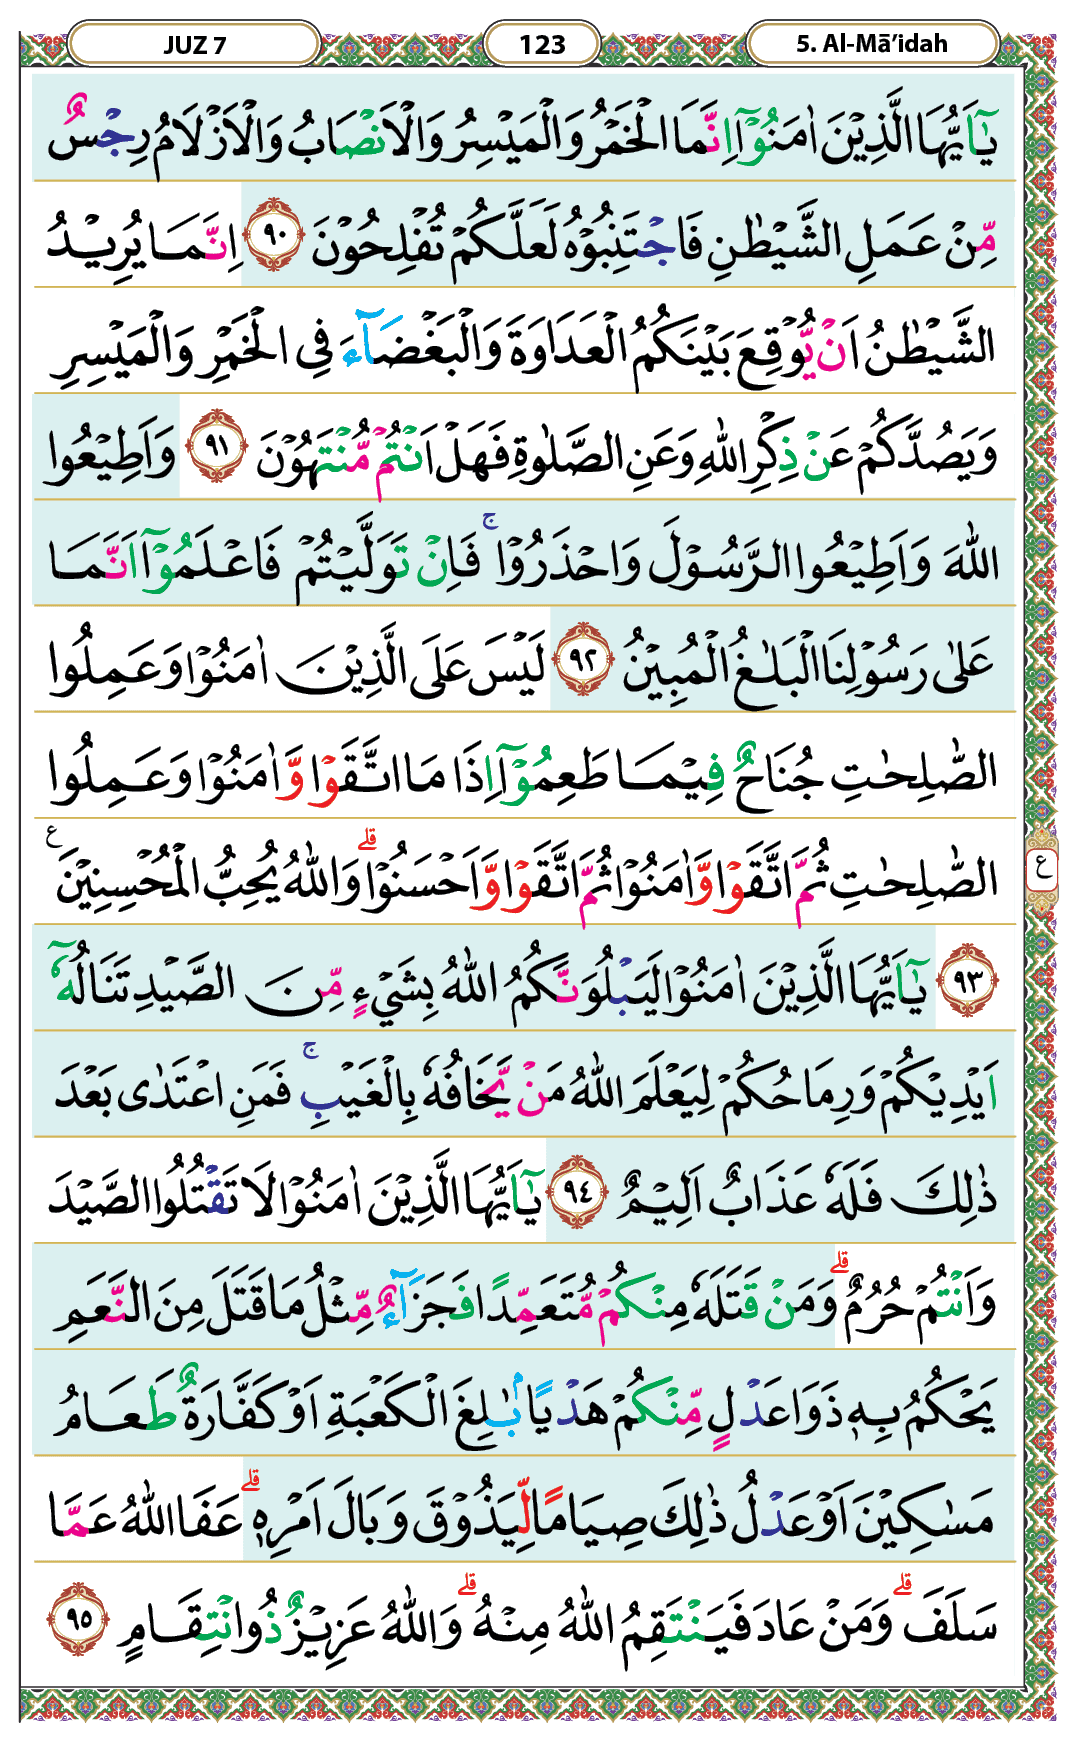 JUZ 7
123
5. Al-Mā’idah
يٰٓاَيُّهَا الَّذِيْنَ اٰمَنُوْٓا اِنَّمَا الْخَمْرُ وَالْمَيْسِرُ وَالْاَنْصَابُ وَالْاَزْلَامُ رِجْسٌ
مِّنْ عَمَلِ الشَّيْطٰنِ فَاجْتَنِبُوْهُ لَعَلَّكُمْ تُفْلِحُوْنَ ٩٠ اِنَّمَا يُرِيْدُ
الشَّيْطٰنُ اَنْ يُّوْقِعَ بَيْنَكُمُ الْعَدَاوَةَ وَالْبَغْضَاۤءَ فِى الْخَمْرِ وَالْمَيْسِرِ
وَيَصُدَّكُمْ عَنْ ذِكْرِ اللّٰهِ وَعَنِ الصَّلٰوةِ فَهَلْ اَنْتُمْ مُّنْتَهُوْنَ ٩١ وَاَطِيْعُوا
اللّٰهَ وَاَطِيْعُوا الرَّسُوْلَ وَاحْذَرُوْا ۚ فَاِنْ تَوَلَّيْتُمْ فَاعْلَمُوْٓا اَنَّمَا
عَلٰى رَسُوْلِنَا الْبَلٰغُ الْمُبِيْنُ ٩٢ لَيْسَ عَلَى الَّذِيْنَ اٰمَنُوْا وَعَمِلُوا
الصّٰلِحٰتِ جُنَاحٌ فِيْمَا طَعِمُوْٓا اِذَا مَا اتَّقَوْا وَّاٰمَنُوْا وَعَمِلُوا
الصّٰلِحٰتِ ثُمَّ اتَّقَوْا وَّاٰمَنُوْا ثُمَّ اتَّقَوْا وَّاَحْسَنُوْا ۗ وَاللّٰهُ يُحِبُّ الْمُحْسِنِيْنَ ࣖ
ع
٩٣ يٰٓاَيُّهَا الَّذِيْنَ اٰمَنُوْا لَيَبْلُوَنَّكُمُ اللّٰهُ بِشَيْءٍ مِّنَ الصَّيْدِ تَنَالُهٗٓ
اَيْدِيْكُمْ وَرِمَاحُكُمْ لِيَعْلَمَ اللّٰهُ مَنْ يَّخَافُهٗ بِالْغَيْبِۚ فَمَنِ اعْتَدٰى بَعْدَ
ذٰلِكَ فَلَهٗ عَذَابٌ اَلِيْمٌ ٩٤ يٰٓاَيُّهَا الَّذِيْنَ اٰمَنُوْا لَا تَقْتُلُوا الصَّيْدَ
وَاَنْتُمْ حُرُمٌ ۗ وَمَنْ قَتَلَهٗ مِنْكُمْ مُّتَعَمِّدًا فَجَزَاۤءٌ مِّثْلُ مَا قَتَلَ مِنَ النَّعَمِ
يَحْكُمُ بِهٖ ذَوَا عَدْلٍ مِّنْكُمْ هَدْيًاۢ بٰلِغَ الْكَعْبَةِ اَوْ كَفَّارَةٌ طَعَامُ
مَسٰكِيْنَ اَوْ عَدْلُ ذٰلِكَ صِيَامًا لِّيَذُوْقَ وَبَالَ اَمْرِهٖ ۗ عَفَا اللّٰهُ عَمَّا
سَلَفَ ۗ وَمَنْ عَادَ فَيَنْتَقِمُ اللّٰهُ مِنْهُ ۗ وَاللّٰهُ عَزِيْزٌ ذُوانْتِقَامٍ ٩٥